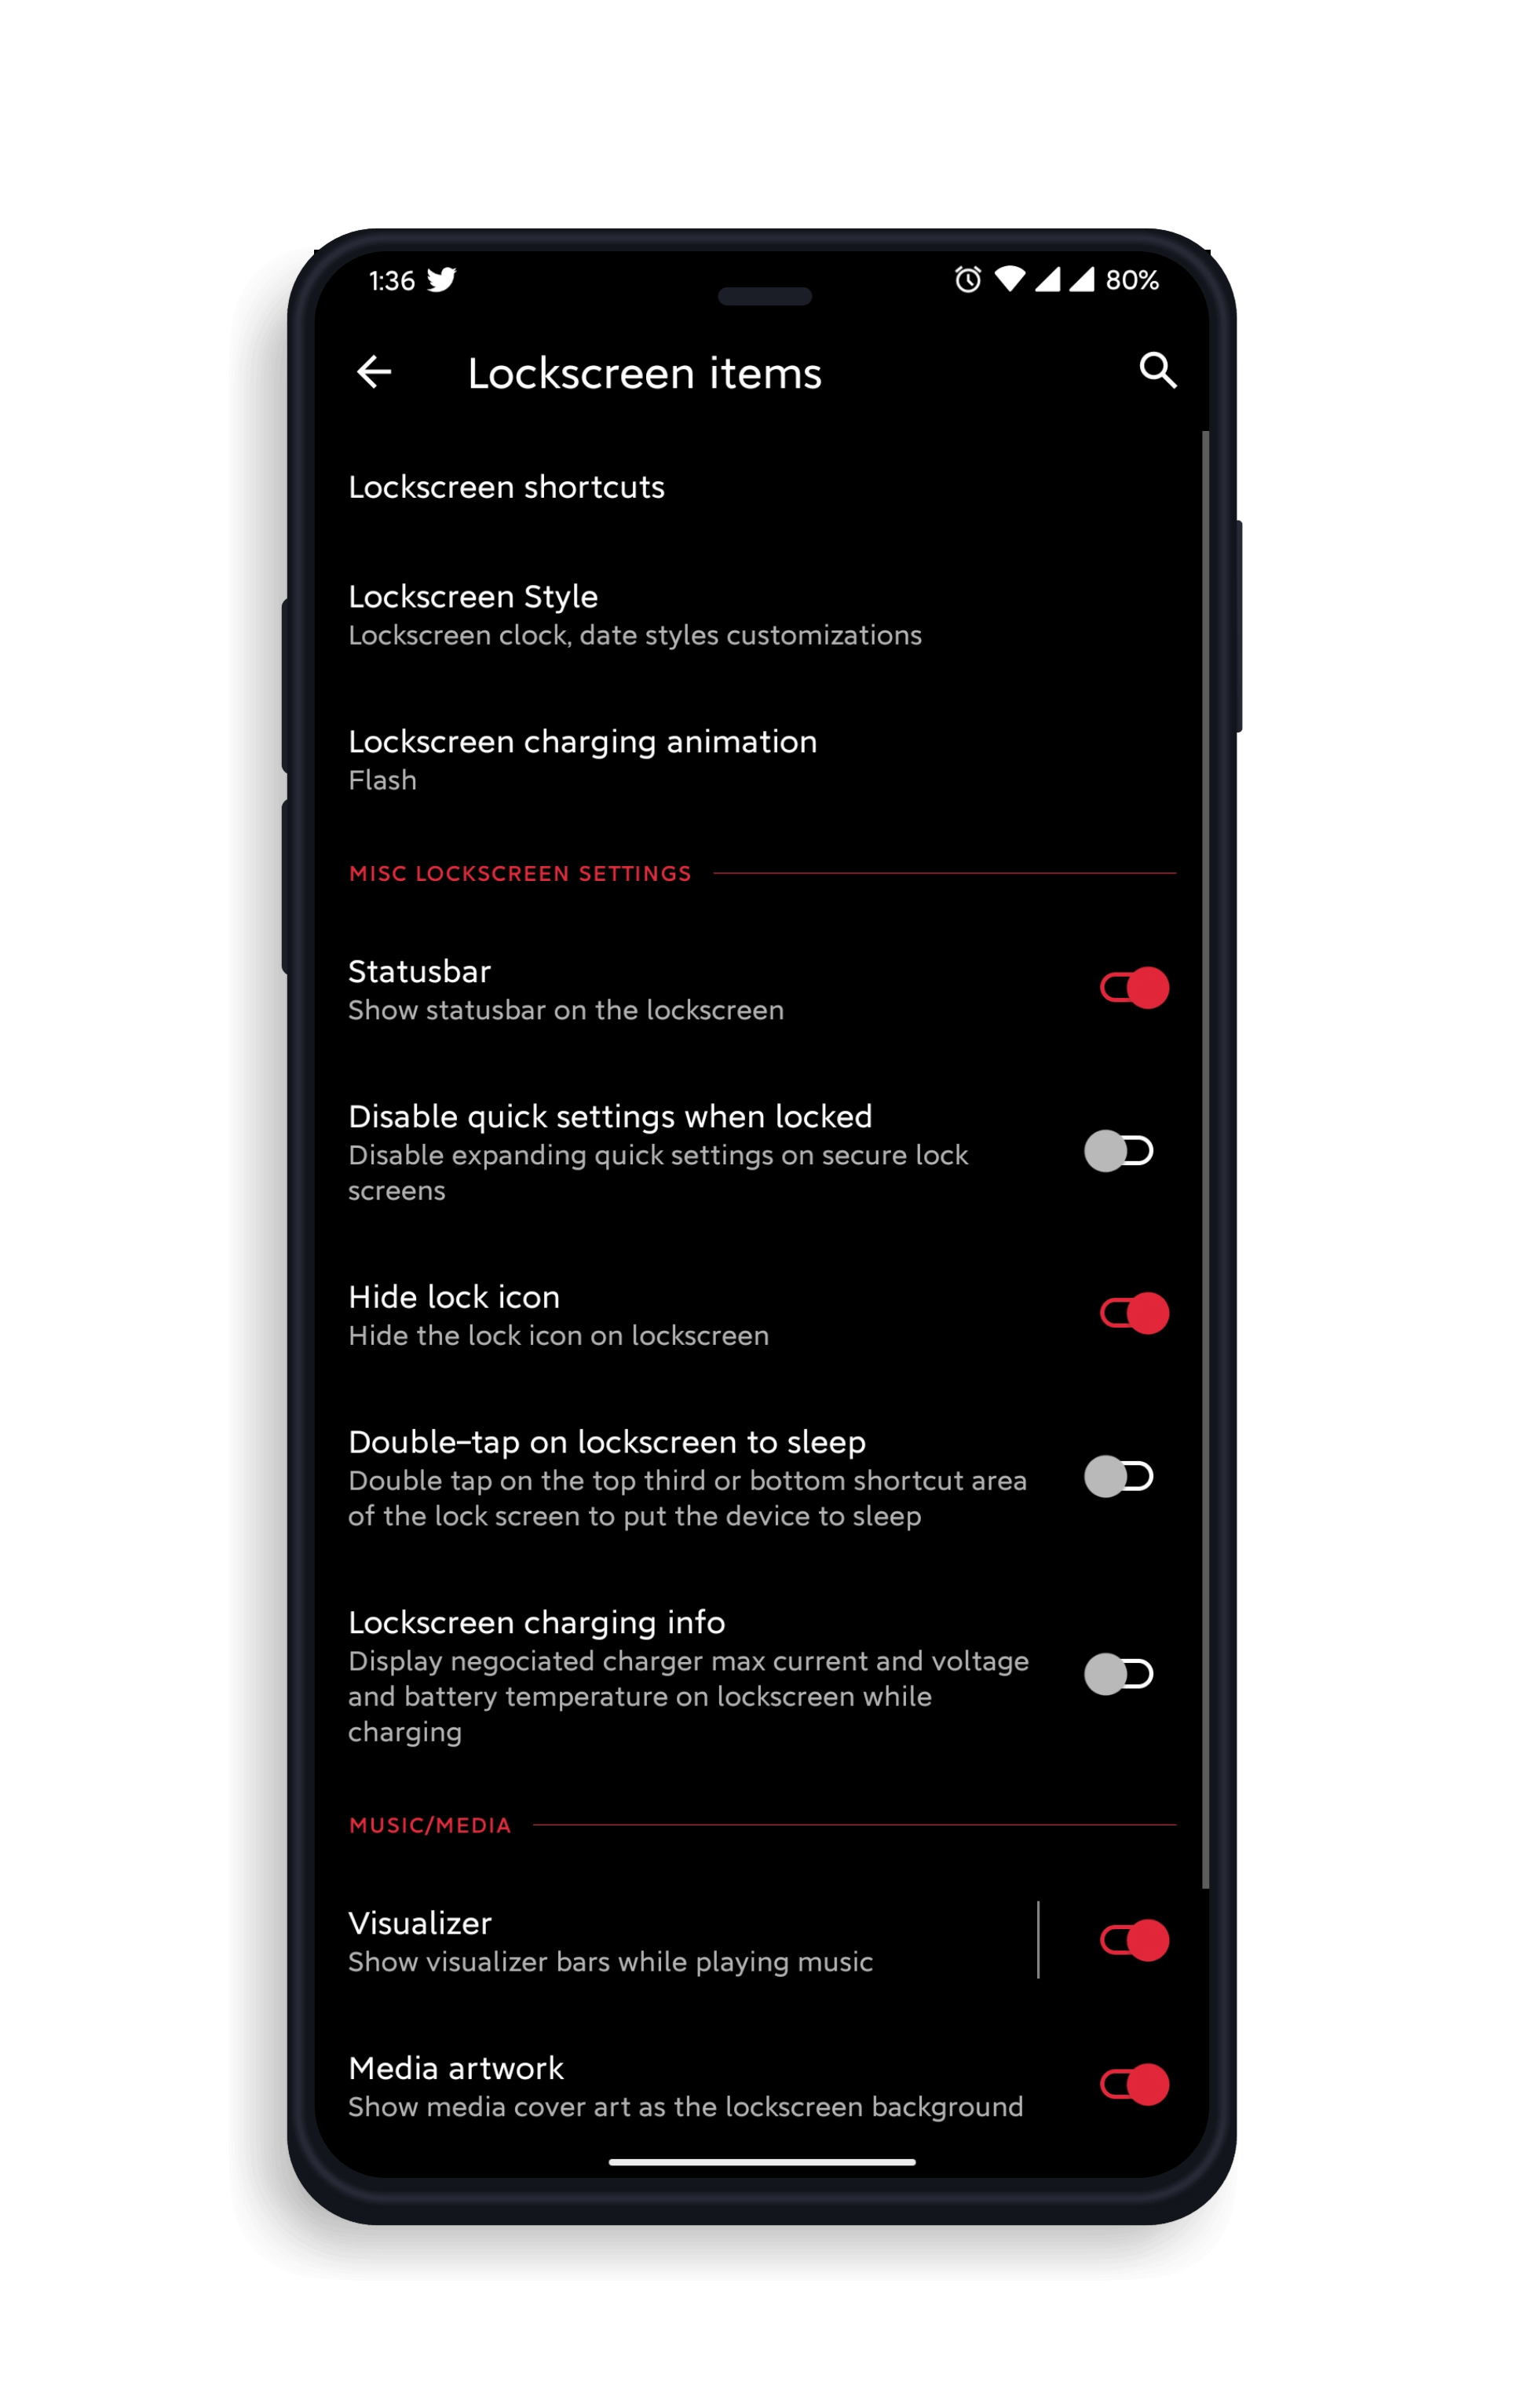 1:36 80%
Lockscreen items
Lockscreen shortcuts
Lockscreen Style
Lockscreen clock, date styles customizations
Lockscreen charging animation
Flash
MISC LOCKSCREEN SETTINGS
Statusbar
Show statusbar on the lockscreen
Disable quick settings when locked
Disable expanding quick settings on secure lock
screens
Hide lock icon
Hide the lock icon on lockscreen
Double-tap on lockscreen to sleep
Double tap on the top third or bottom shortcut area
of the lock screen to put the device to sleep
Lockscreen charging info
Display negociated charger max current and voltage
and battery temperature on lockscreen while
charging
MUSIC/MEDIA
Visualizer
Show visualizer bars while playing music
Media artwork
Show media cover art as the lockscreen background